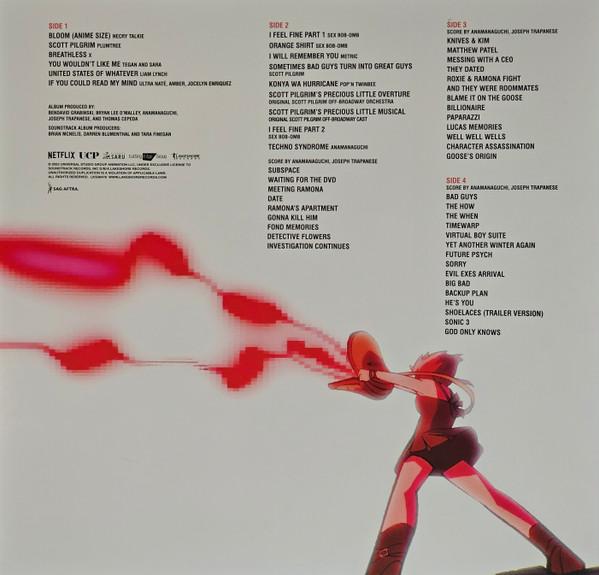 SIDE 1
BLOOM (ANIME SIZE) NECRY TALKIE
SCOTT PILGRIM PLUMTREE
BREATHLESS X
YOU WOULDN'T LIKE ME TEGAN AND SARA
UNITED STATES OF WHATEVER LIAM LYNCH
IF YOU COULD READ MY MIND ULTRA NATÉ, AMBER, JOCELYN ENRIQUEZ
ALBUM PRODUCED BY:
BENDAVID GRABINSKI, BRYAN LEE O'MALLEY, ANAMANAGUCHI,
JOSEPH TRAPANESE, AND THOMAS CEPEDA
SOUNDTRACK ALBUM PRODUCERS:
BRIAN MCNELIS, DARREN BLUMENTHAL AND TARA FINEGAN
NETFLIX UCP
SAG-AFTRA
SIDE 2
I FEEL FINE PART 1 SEX BOB-OMB
ORANGE SHIRT SEX BOB-OMB
I WILL REMEMBER YOU METRIC
SOMETIMES BAD GUYS TURN INTO GREAT GUYS
SCOTT PILGRIM
KONYA WA HURRICANE POP'N TWINBEE
SCOTT PILGRIM'S PRECIOUS LITTLE OVERTURE
ORIGINAL SCOTT PILGRIM OFF-BROADWAY ORCHESTRA
SCOTT PILGRIM'S PRECIOUS LITTLE MUSICAL
ORIGINAL SCOTT PILGRIM OFF-BROADWAY CAST
I FEEL FINE PART 2
SEX BOB-OMB
TECHNO SYNDROME ANAMANAGUCHI
SCORE BY ANAMANAGUCHI, JOSEPH TRAPANESE
SUBSPACE
WAITING FOR THE DVD
MEETING RAMONA
DATE
RAMONA'S APARTMENT
GONNA KILL HIM
FOND MEMORIES
DETECTIVE FLOWERS
INVESTIGATION CONTINUES
SIDE 3
SCORE BY ANAMANAGUCHI, JOSEPH TRAPANESE
KNIVES & KIM
MATTHEW PATEL
MESSING WITH A CEO
THEY DATED
ROXIE & RAMONA FIGHT
AND THEY WERE ROOMMATES
BLAME IT ON THE GOOSE
BILLIONAIRE
PAPARAZZI
LUCAS MEMORIES
WELL WELL WELLS
CHARACTER ASSASSINATION
GOOSE'S ORIGIN
SIDE 4
SCORE BY ANAMANAGUCHI, JOSEPH TRAPANESE
BAD GUYS
THE HOW
THE WHEN
TIMEWARP
VIRTUAL BOY SUITE
YET ANOTHER WINTER AGAIN
FUTURE PSYCH
SORRY
EVIL EXES ARRIVAL
BIG BAD
BACKUP PLAN
HE'S YOU
SHOELACES (TRAILER VERSION)
SONIC 3
GOD ONLY KNOWS